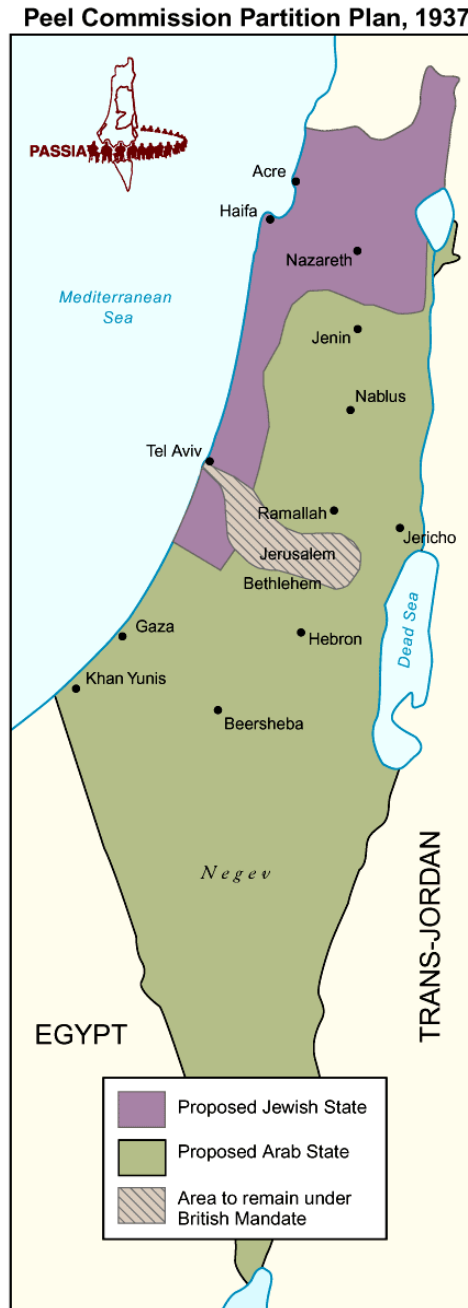 Peel Commission Partition Plan, 1937
PASSIA
Acre
Haifa
Nazareth
Mediterranean
Sea
Jenin
Nablus
Tel Aviv
Ramallah
Jericho
Jerusalem
Bethlehem
Gaza
Hebron
Dead Sea
Khan Yunis
Beersheba
Negev
TRANS-JORDAN
EGYPT
Proposed Jewish State
Proposed Arab State
Area to remain under
British Mandate